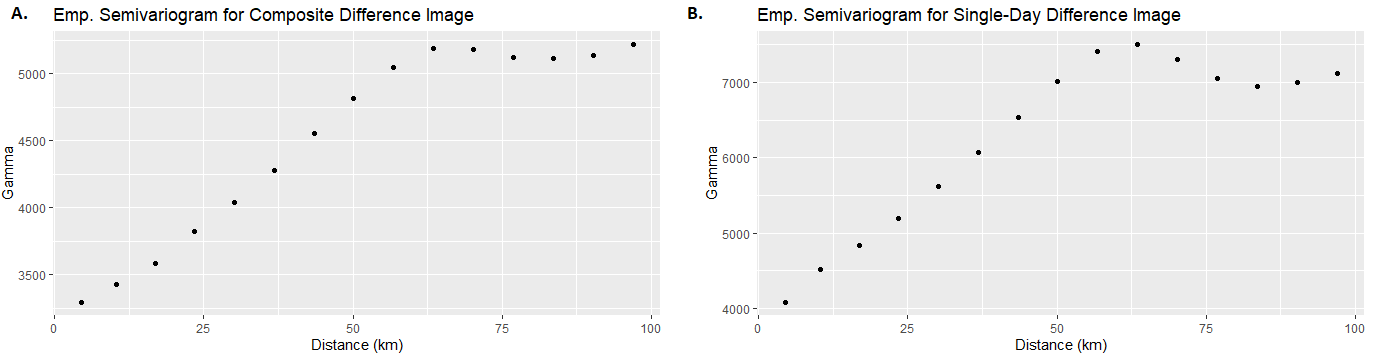 A.
Emp. Semivariogram for Composite Difference Image
Gamma
5000
4500
4000
3500
0
25
50
75
100
Distance (km)
B.
Emp. Semivariogram for Single-Day Difference Image
Gamma
7000
6000
5000
4000
0
25
50
75
100
Distance (km)